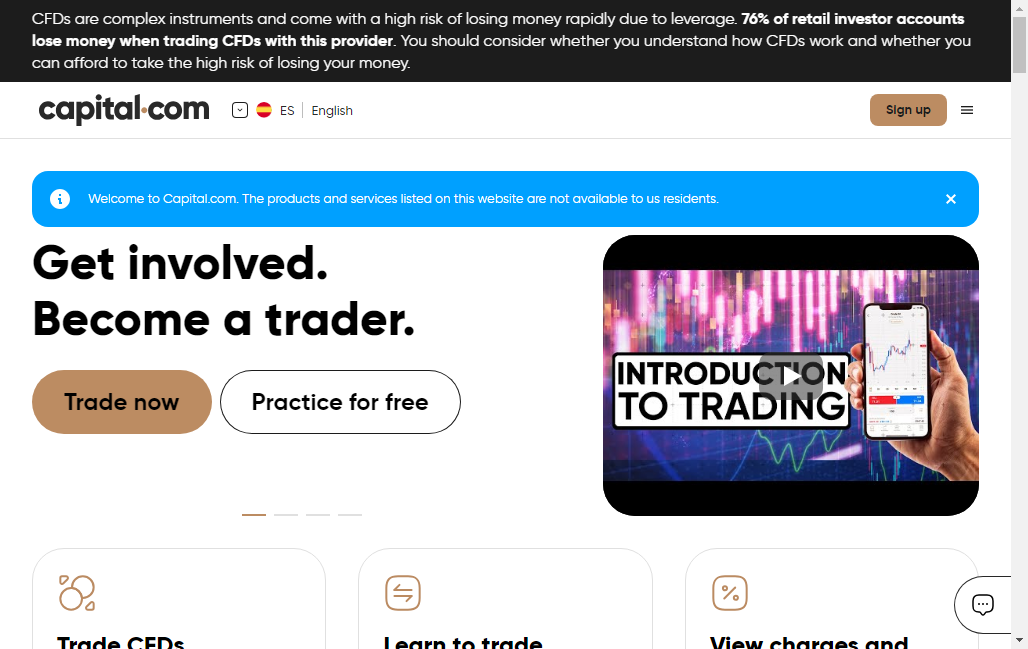 CFDs are complex instruments and come with a high risk of losing money rapidly due to leverage. 76% of retail investor accounts
lose money when trading CFDs with this provider. You should consider whether you understand how CFDs work and whether you
can afford to take the high risk of losing your money.
capital.com
ES
English
Sign up
Welcome to Capital.com. The products and services listed on this website are not available to us residents.
Get involved.
Become a trader.
Trade now
Practice for free
INTRODUCTION
TO TRADING
Trade CFDs
Learn to trade
View charges and